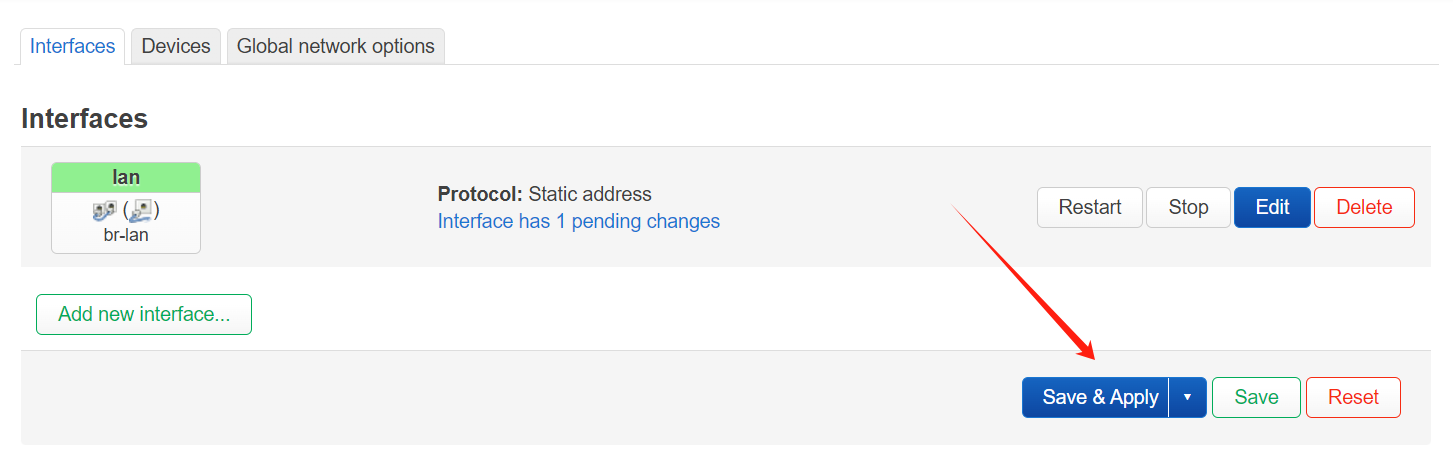 Interfaces Devices Global network options
Interfaces
lan
( )
br-lan
Protocol: Static address
Interface has 1 pending changes
Restart Stop Edit Delete
Add new interface...
Save & Apply ▾ Save Reset